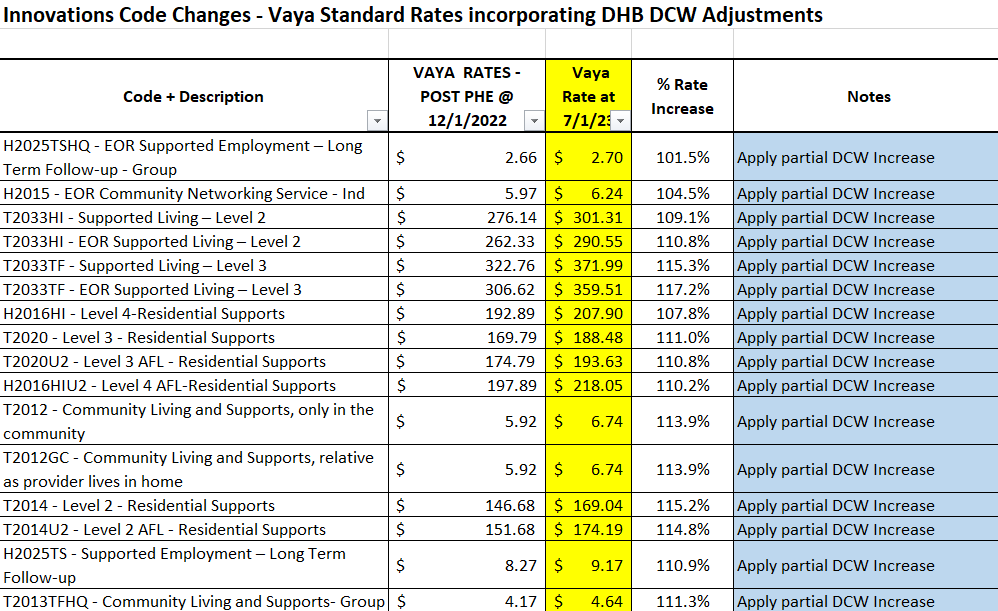 Innovations Code Changes - Vaya Standard Rates incorporating DHB DCW Adjustments
Code + Description
VAYA RATES -
POST PHE @
12/1/2022
Vaya
Rate at
7/1/23
% Rate
Increase
Notes
H2025TSHQ - EOR Supported Employment – Long
Term Follow-up - Group
$ 2.66 $ 2.70 101.5% Apply partial DCW Increase
H2015 - EOR Community Networking Service - Ind $ 5.97 $ 6.24 104.5% Apply partial DCW Increase
T2033HI - Supported Living – Level 2 $ 276.14 $ 301.31 109.1% Apply partial DCW Increase
T2033HI - EOR Supported Living – Level 2 $ 262.33 $ 290.55 110.8% Apply partial DCW Increase
T2033TF - Supported Living – Level 3 $ 322.76 $ 371.99 115.3% Apply partial DCW Increase
T2033TF - EOR Supported Living – Level 3 $ 306.62 $ 359.51 117.2% Apply partial DCW Increase
H2016HI - Level 4-Residential Supports $ 192.89 $ 207.90 107.8% Apply partial DCW Increase
T2020 - Level 3 - Residential Supports $ 169.79 $ 188.48 111.0% Apply partial DCW Increase
T2020U2 - Level 3 AFL - Residential Supports $ 174.79 $ 193.63 110.8% Apply partial DCW Increase
H2016HIU2 - Level 4 AFL-Residential Supports $ 197.89 $ 218.05 110.2% Apply partial DCW Increase
T2012 - Community Living and Supports, only in the
community
$ 5.92 $ 6.74 113.9% Apply partial DCW Increase
T2012GC - Community Living and Supports, relative
as provider lives in home
$ 5.92 $ 6.74 113.9% Apply partial DCW Increase
T2014 - Level 2 - Residential Supports $ 146.68 $ 169.04 115.2% Apply partial DCW Increase
T2014U2 - Level 2 AFL - Residential Supports $ 151.68 $ 174.19 114.8% Apply partial DCW Increase
H2025TS - Supported Employment – Long Term
Follow-up
$ 8.27 $ 9.17 110.9% Apply partial DCW Increase
T2013TFHQ - Community Living and Supports- Group $ 4.17 $ 4.64 111.3% Apply partial DCW Increase